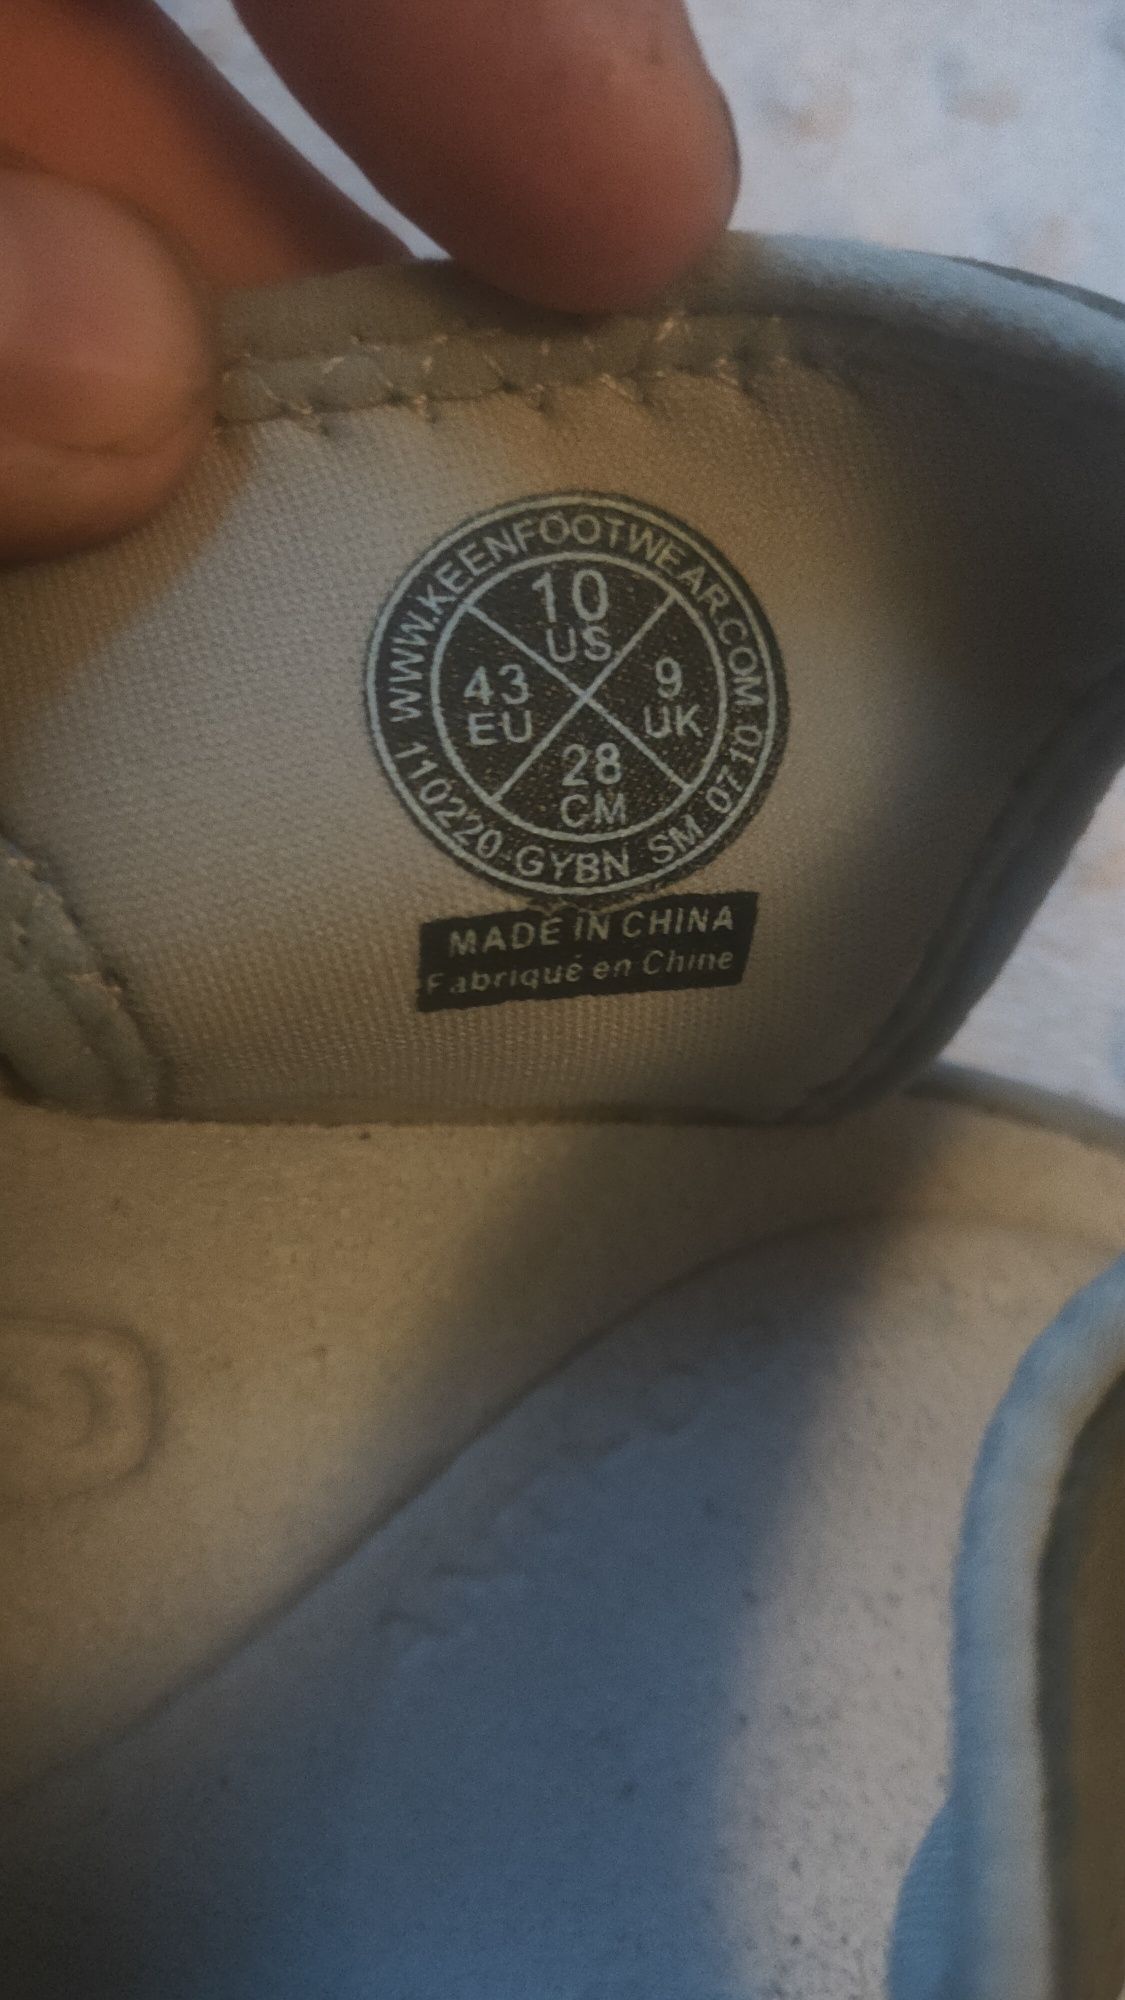 WWW.KEENFOOTWEAR.COM
10
US
43
EU
9
UK
28
CM
110220-GYBN SM 07 10
MADE IN CHINA
Fabriqué en Chine